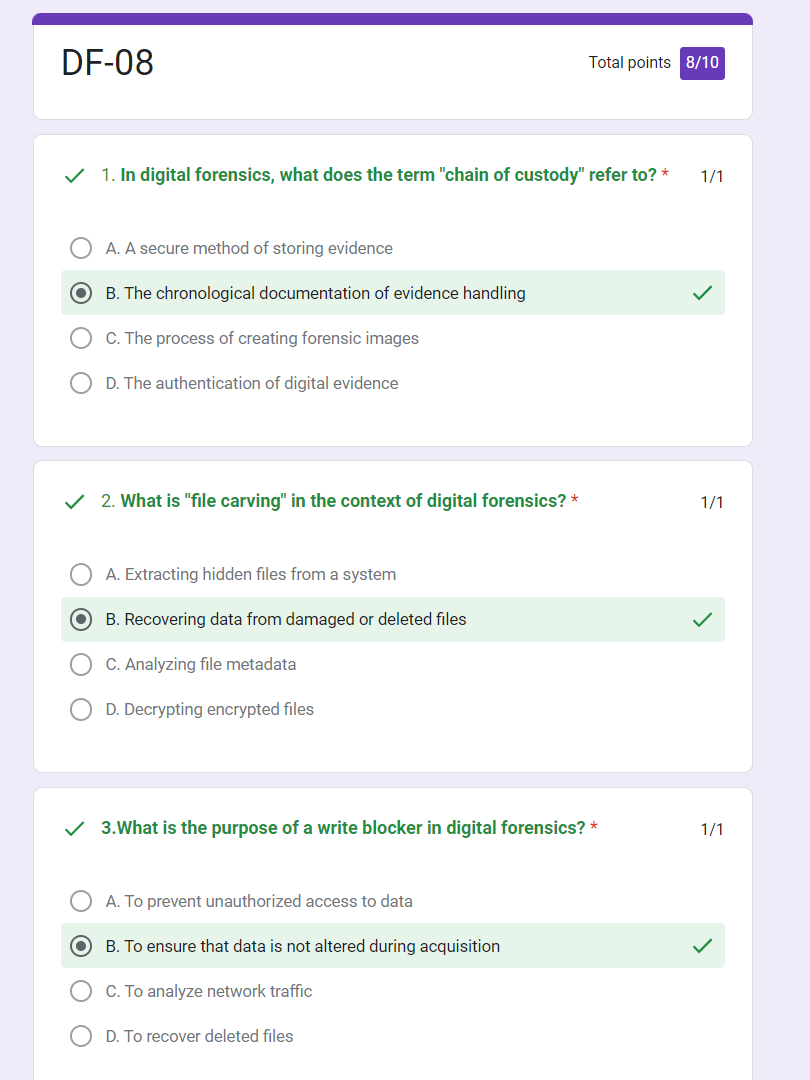 DF-08
Total points 8/10
1. In digital forensics, what does the term "chain of custody" refer to? * 1/1
A. A secure method of storing evidence
B. The chronological documentation of evidence handling
C. The process of creating forensic images
D. The authentication of digital evidence
2. What is "file carving" in the context of digital forensics? * 1/1
A. Extracting hidden files from a system
B. Recovering data from damaged or deleted files
C. Analyzing file metadata
D. Decrypting encrypted files
3.What is the purpose of a write blocker in digital forensics? * 1/1
A. To prevent unauthorized access to data
B. To ensure that data is not altered during acquisition
C. To analyze network traffic
D. To recover deleted files